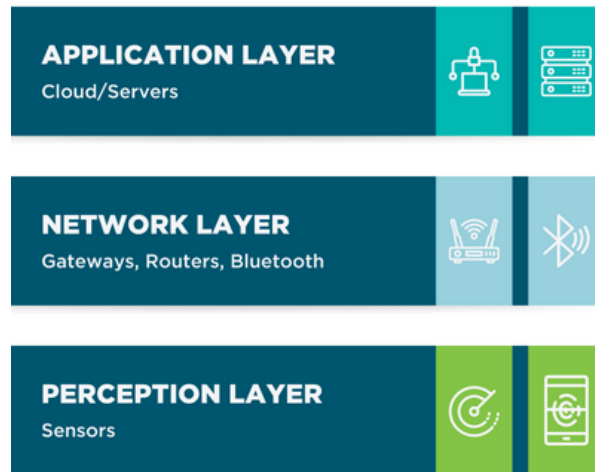 APPLICATION LAYER
Cloud/Servers
NETWORK LAYER
Gateways, Routers, Bluetooth
PERCEPTION LAYER
Sensors